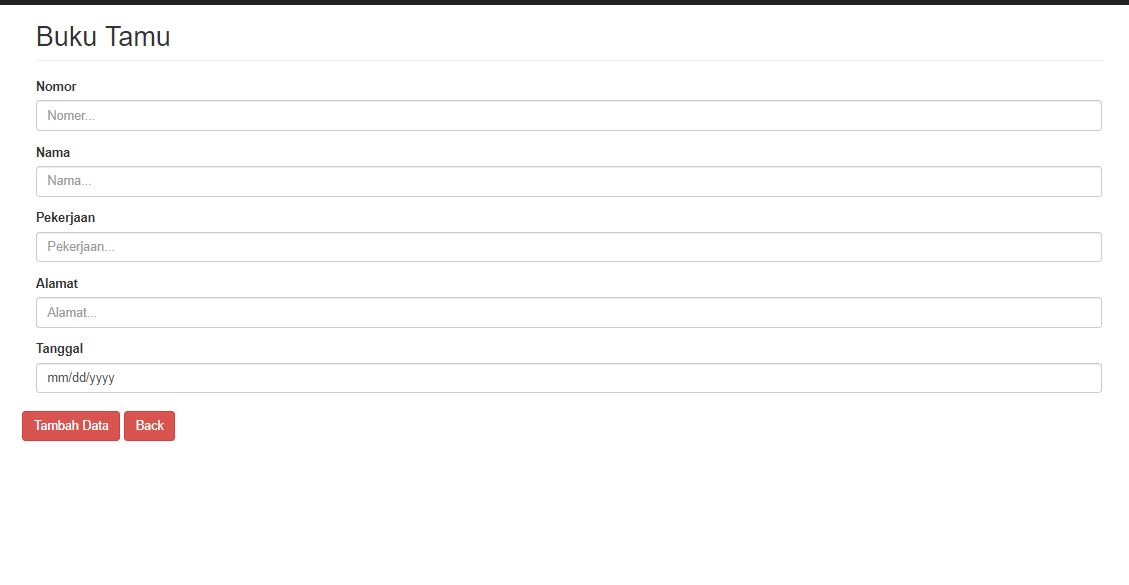 Buku Tamu
Nomor
Nomer...
Nama
Nama...
Pekerjaan
Pekerjaan...
Alamat
Alamat...
Tanggal
mm/dd/yyyy
Tambah Data Back